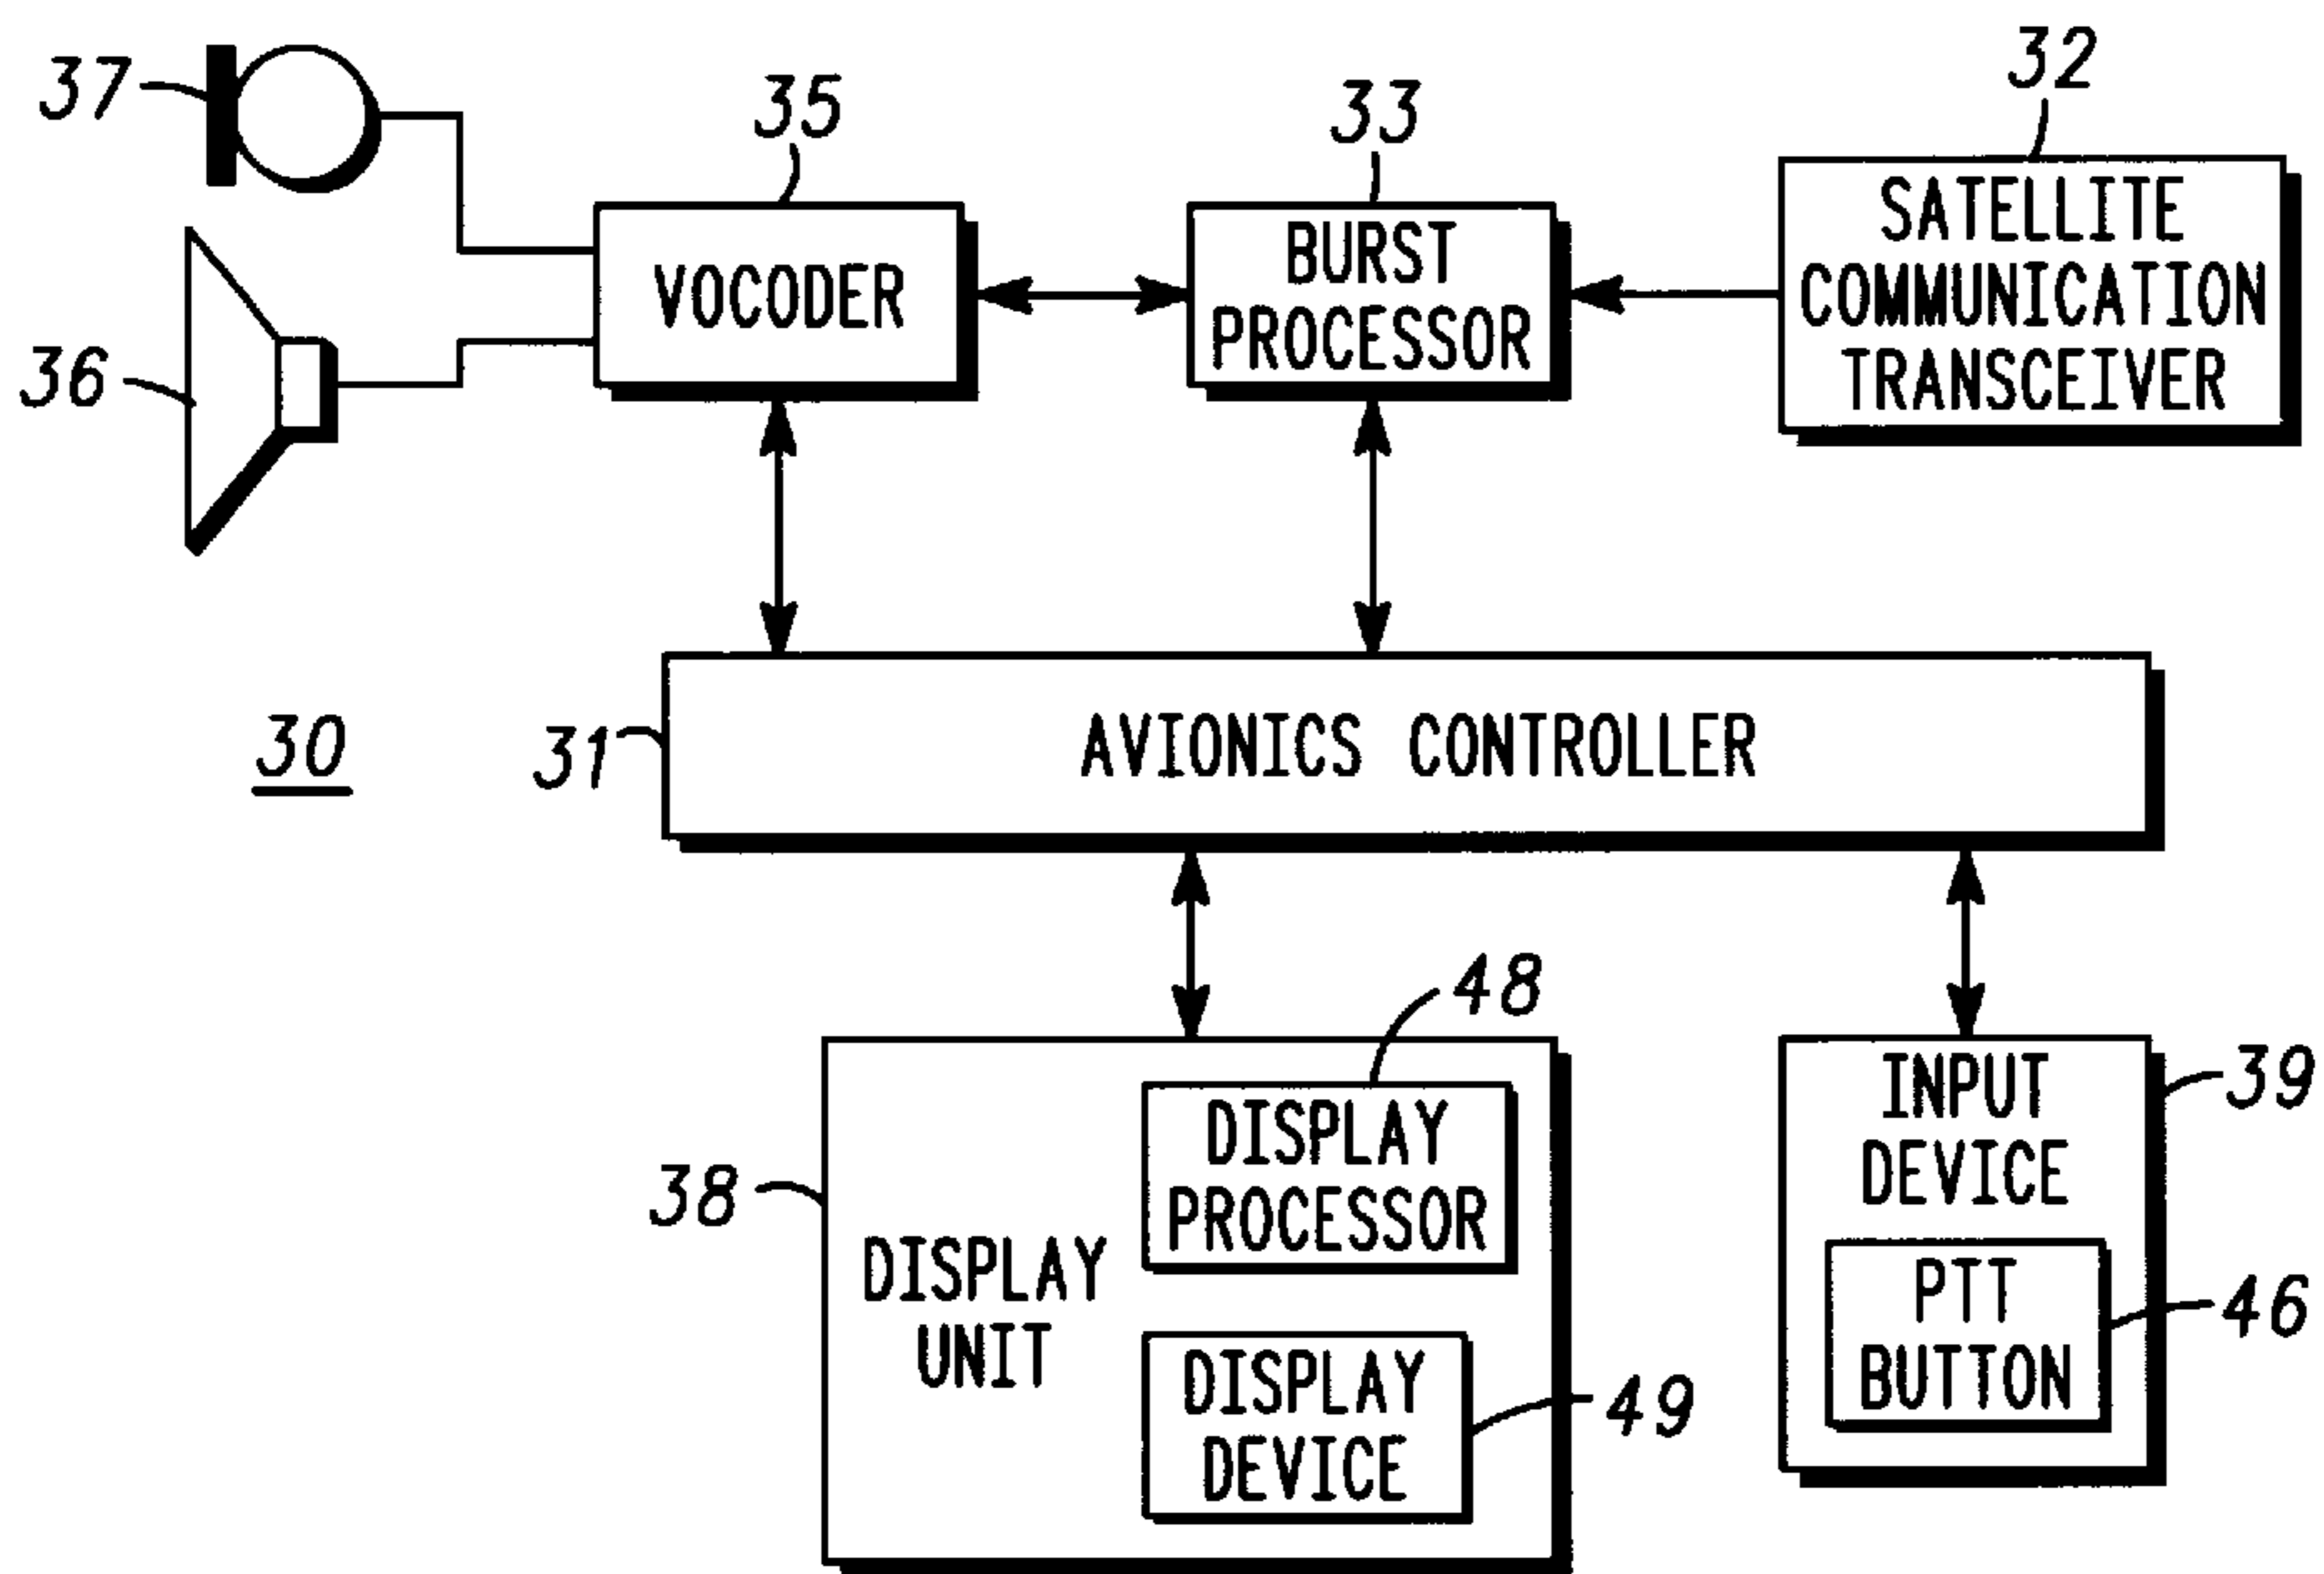 37
35
33
32
VOCODER
BURST
PROCESSOR
SATELLITE
COMMUNICATION
TRANSCEIVER
36
30
31
AVIONICS CONTROLLER
48
38
DISPLAY
UNIT
DISPLAY
PROCESSOR
DISPLAY
DEVICE
49
INPUT
DEVICE
39
PTT
BUTTON
46